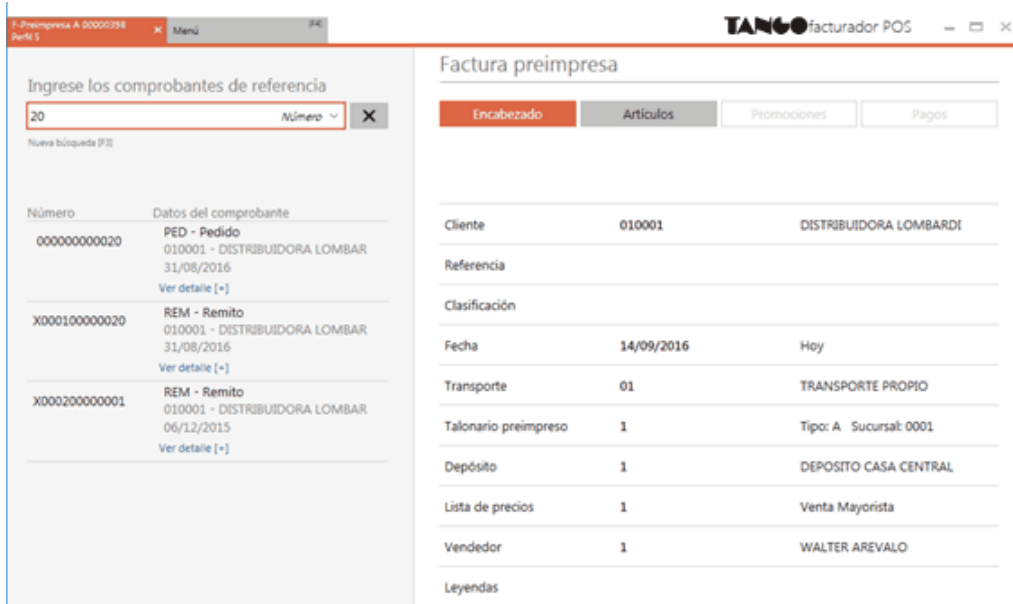 F-Preimpresa A 00000398
Perfil 5
Menú
[F4]
TANGO facturador POS
Ingrese los comprobantes de referencia
20 Número
Nueva búsqueda [F3]
Número Datos del comprobante
000000000020 PED - Pedido
010001 - DISTRIBUIDORA LOMBAR
31/08/2016
Ver detalle [+]
X000100000020 REM - Remito
010001 - DISTRIBUIDORA LOMBAR
31/08/2016
Ver detalle [+]
X000200000001 REM - Remito
010001 - DISTRIBUIDORA LOMBAR
06/12/2015
Ver detalle [+]
Factura preimpresa
Encabezado Artículos Promociones Pagos
Cliente 010001 DISTRIBUIDORA LOMBARDI
Referencia
Clasificación
Fecha 14/09/2016 Hoy
Transporte 01 TRANSPORTE PROPIO
Talonario preimpreso 1 Tipo: A Sucursal: 0001
Depósito 1 DEPOSITO CASA CENTRAL
Lista de precios 1 Venta Mayorista
Vendedor 1 WALTER AREVALO
Leyendas